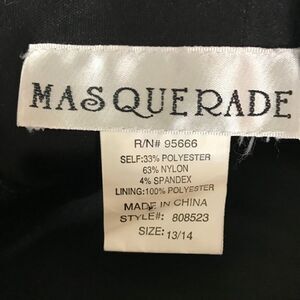 MASQUERADE
R/N# 95666
SELF:33% POLYESTER
63% NYLON
4% SPANDEX
LINING:100% POLYESTER
MADE IN CHINA
STYLE#: 808523
SIZE: 13/14